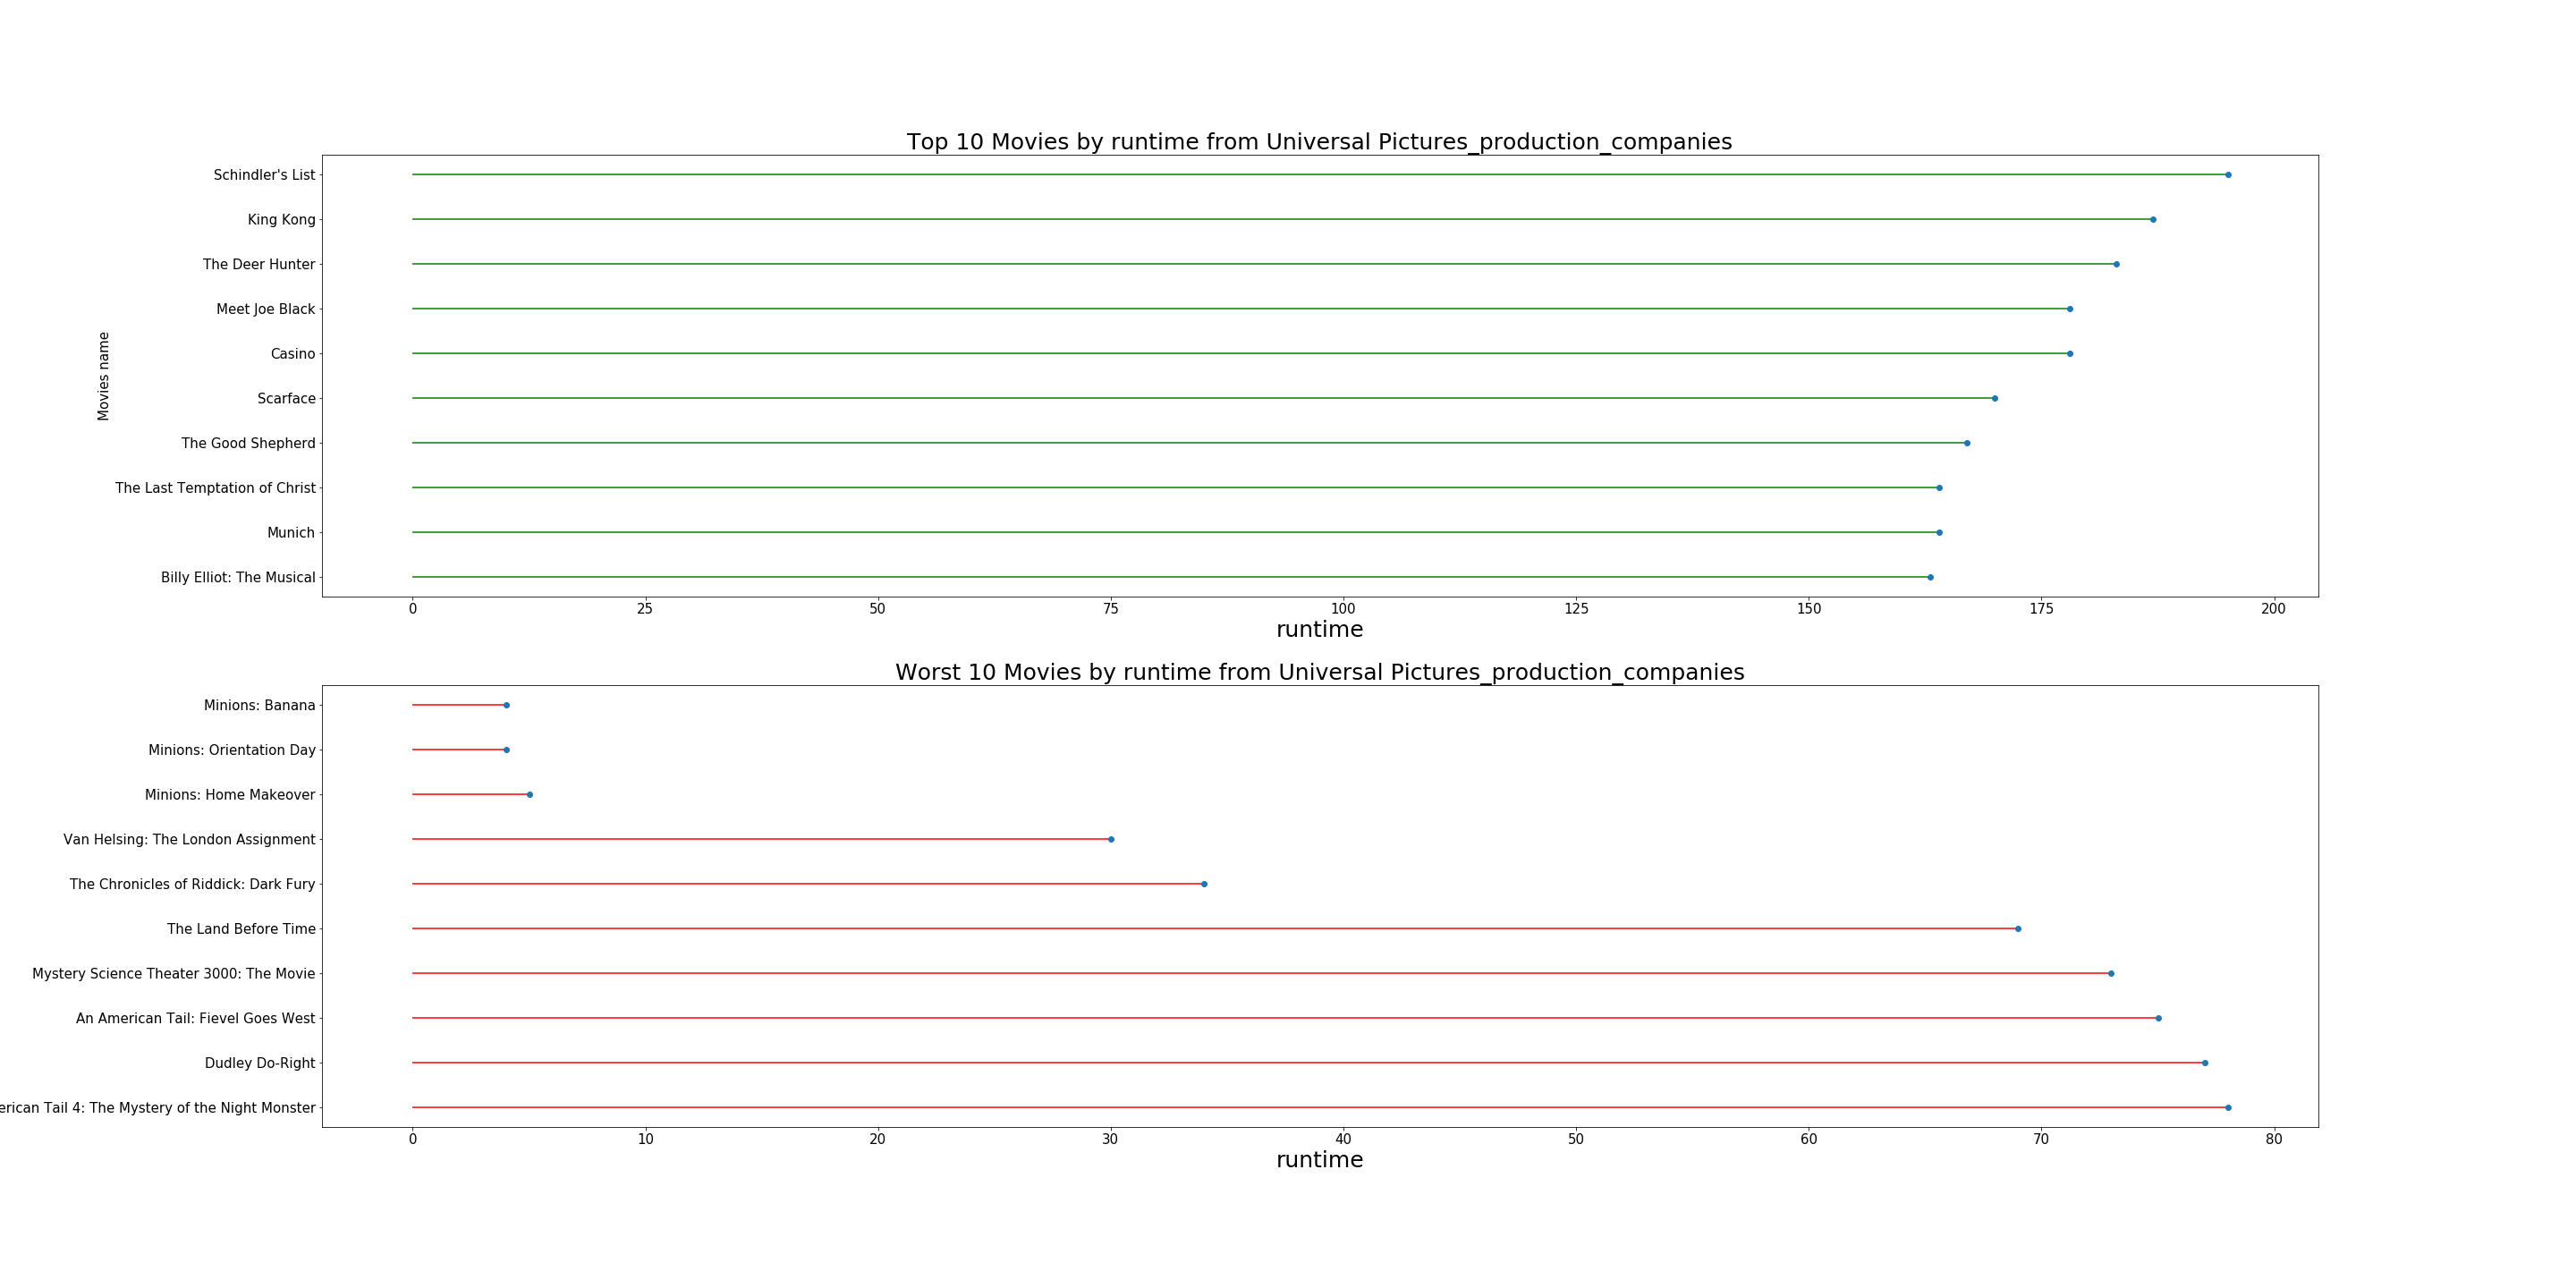 Top 10 Movies by runtime from Universal Pictures_production_companies
Movies name
Schindler's List
King Kong
The Deer Hunter
Meet Joe Black
Casino
Scarface
The Good Shepherd
The Last Temptation of Christ
Munich
Billy Elliot: The Musical
0 25 50 75 100 125 150 175 200
runtime
Worst 10 Movies by runtime from Universal Pictures_production_companies
Minions: Banana
Minions: Orientation Day
Minions: Home Makeover
Van Helsing: The London Assignment
The Chronicles of Riddick: Dark Fury
The Land Before Time
Mystery Science Theater 3000: The Movie
An American Tail: Fievel Goes West
Dudley Do-Right
erican Tail 4: The Mystery of the Night Monster
0 10 20 30 40 50 60 70 80
runtime